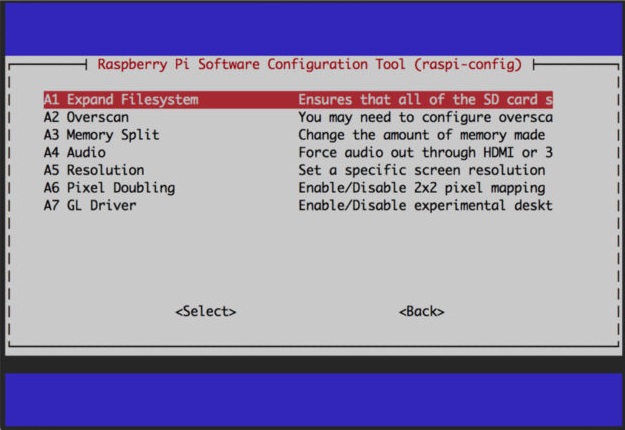 Raspberry Pi Software Configuration Tool (raspi-config)
A1 Expand Filesystem Ensures that all of the SD card s
A2 Overscan You may need to configure oversca
A3 Memory Split Change the amount of memory made
A4 Audio Force audio out through HDMI or 3
A5 Resolution Set a specific screen resolution
A6 Pixel Doubling Enable/Disable 2x2 pixel mapping
A7 GL Driver Enable/Disable experimental deskt
<Select> <Back>